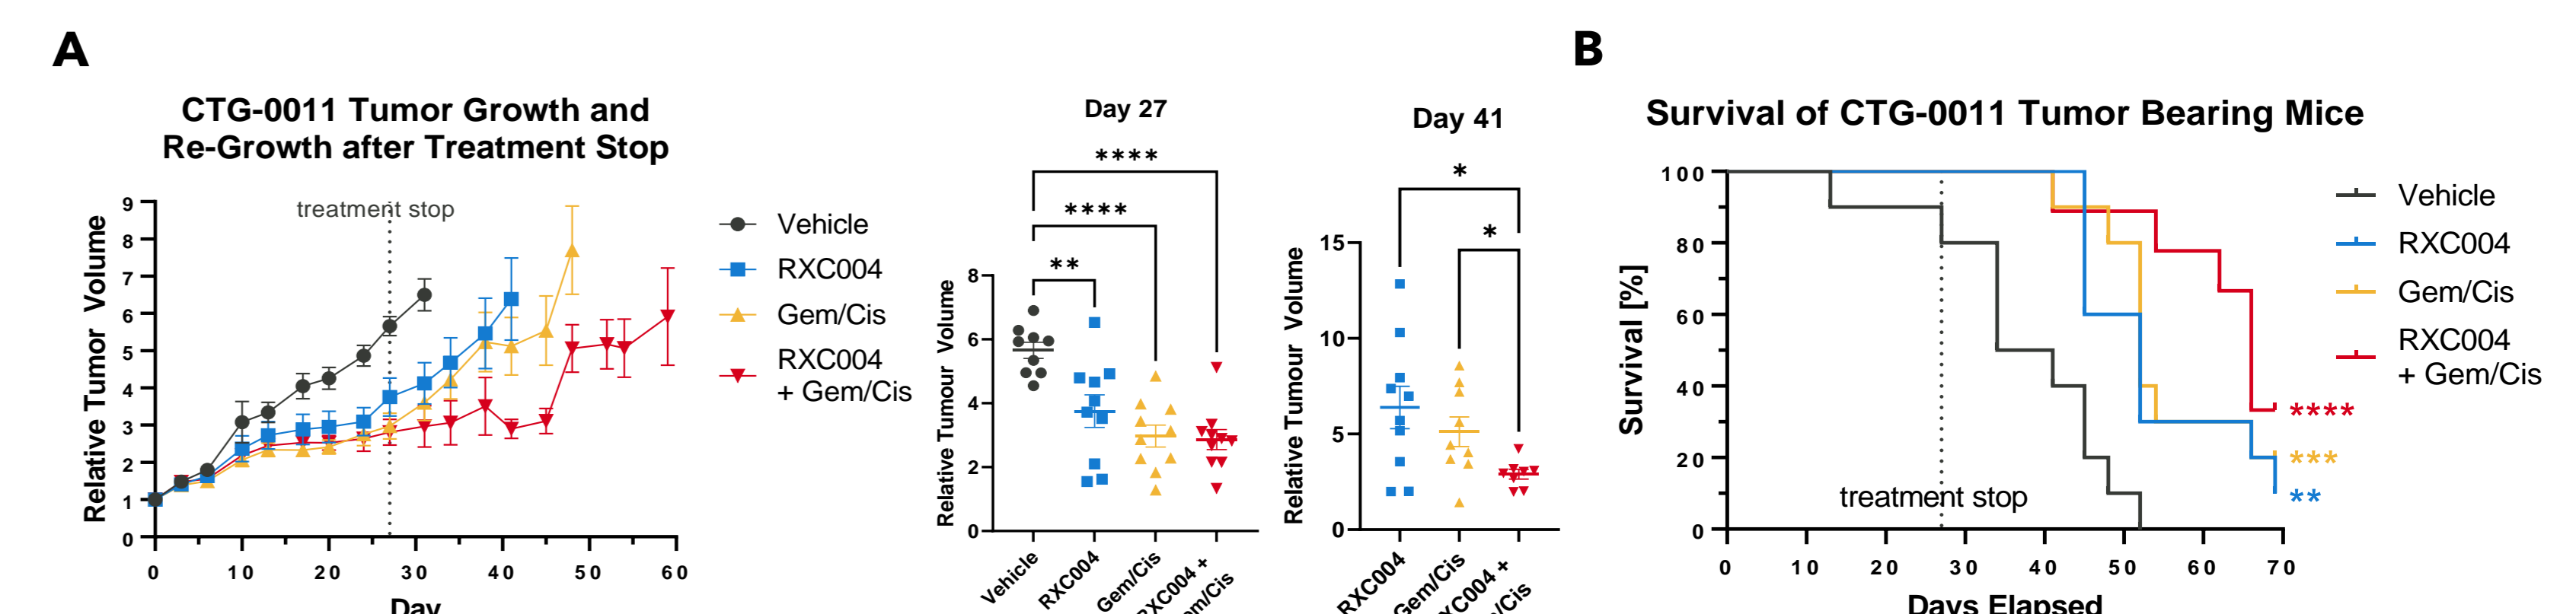 A
CTG-0011 Tumor Growth and
Re-Growth after Treatment Stop
Relative Tumor Volume
9
8
7
6
5
4
3
2
1
0
treatment stop
0 10 20 30 40 50 60
Day
Vehicle
RXC004
Gem/Cis
RXC004
+ Gem/Cis
Day 27
****
****
**
Relative Tumour Volume
8
6
4
2
0
Vehicle
RXC004
Gem/Cis
RXC004 +
Day 41
*
*
Relative Tumour Volume
15
10
5
0
RXC004
Gem/Cis
B
Survival of CTG-0011 Tumor Bearing Mice
Survival [%]
100
80
60
40
20
0
treatment stop
0 10 20 30 40 50 60 70
Days Elapsed
****
***
**
Vehicle
RXC004
Gem/Cis
RXC004
+ Gem/Cis